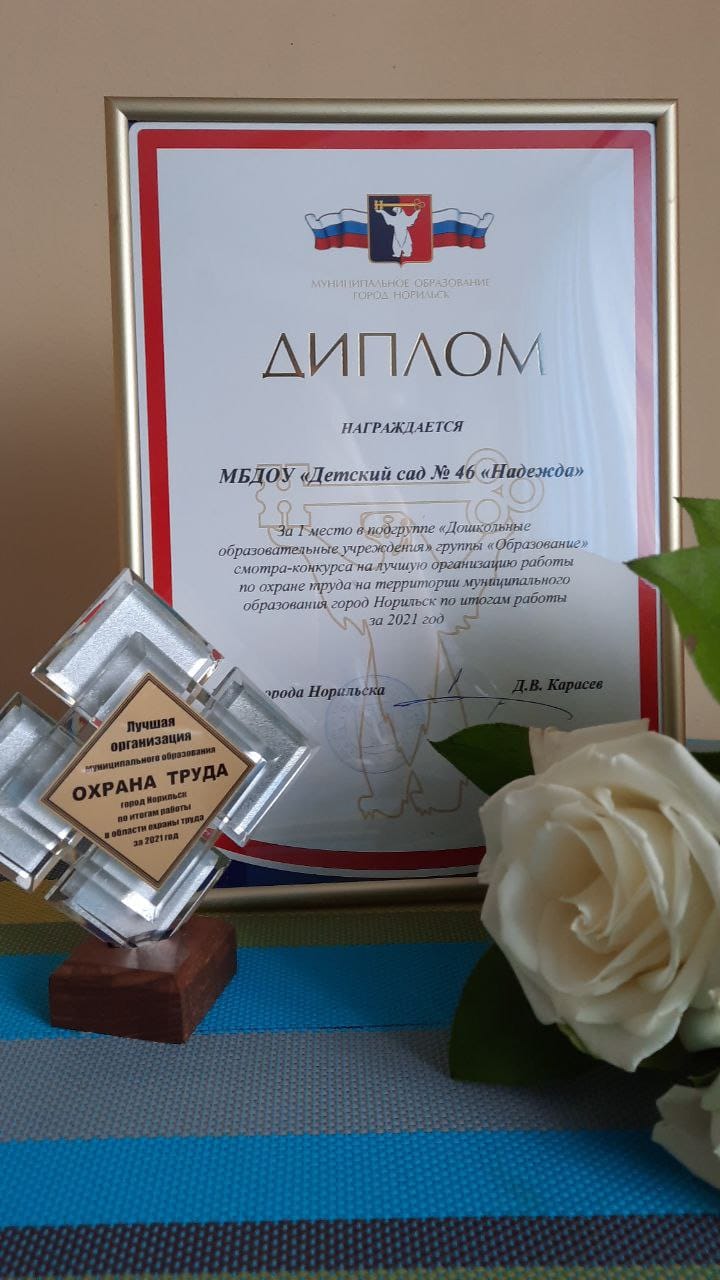 МУНИЦИПАЛЬНОЕ ОБРАЗОВАНИЕ
ГОРОД НОРИЛЬСК
ДИПЛОМ
НАГРАЖДАЕТСЯ
МБДОУ «Детский сад № 46 «Надежда»
За 1 место в подгруппе «Дошкольные
образовательные учреждения» группы «Образование»
смотра-конкурса на лучшую организацию работы
по охране труда на территории муниципального
образования город Норильск по итогам работы
за 2021 год
орода Норильска Д.В. Карасев
Лучшая
организация
муниципального образования
ОХРАНА ТРУДА
город Норильск
по итогам работы
в области охраны труда
за 2021 год